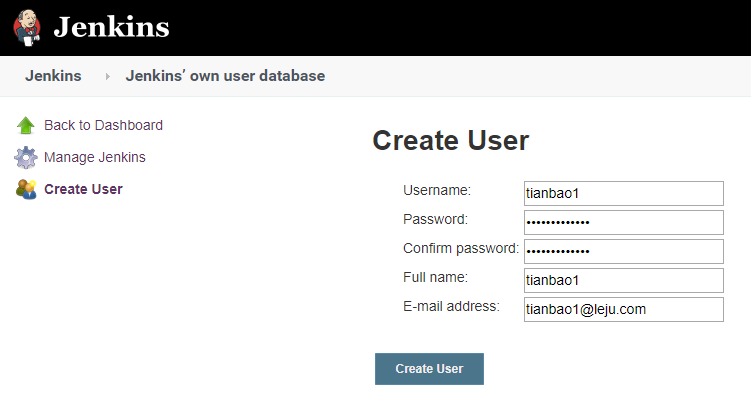 Jenkins
Jenkins Jenkins’ own user database
Back to Dashboard
Manage Jenkins
Create User
Create User
Username: tianbao1
Password: •••••••••••••
Confirm password: •••••••••••••
Full name: tianbao1
E-mail address: tianbao1@leju.com
Create User